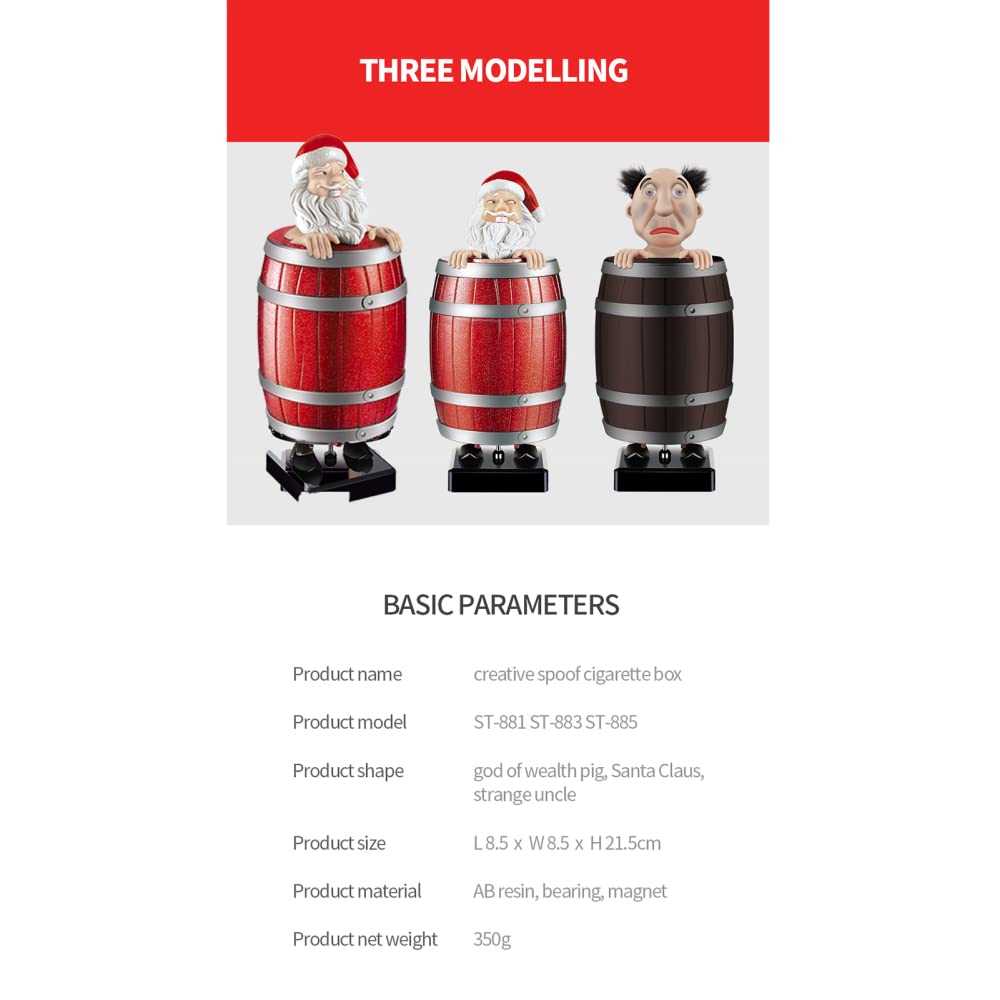 THREE MODELLING
BASIC PARAMETERS
Product name creative spoof cigarette box
Product model ST-881 ST-883 ST-885
Product shape god of wealth pig, Santa Claus,
strange uncle
Product size L 8.5 x W 8.5 x H 21.5cm
Product material AB resin, bearing, magnet
Product net weight 350g